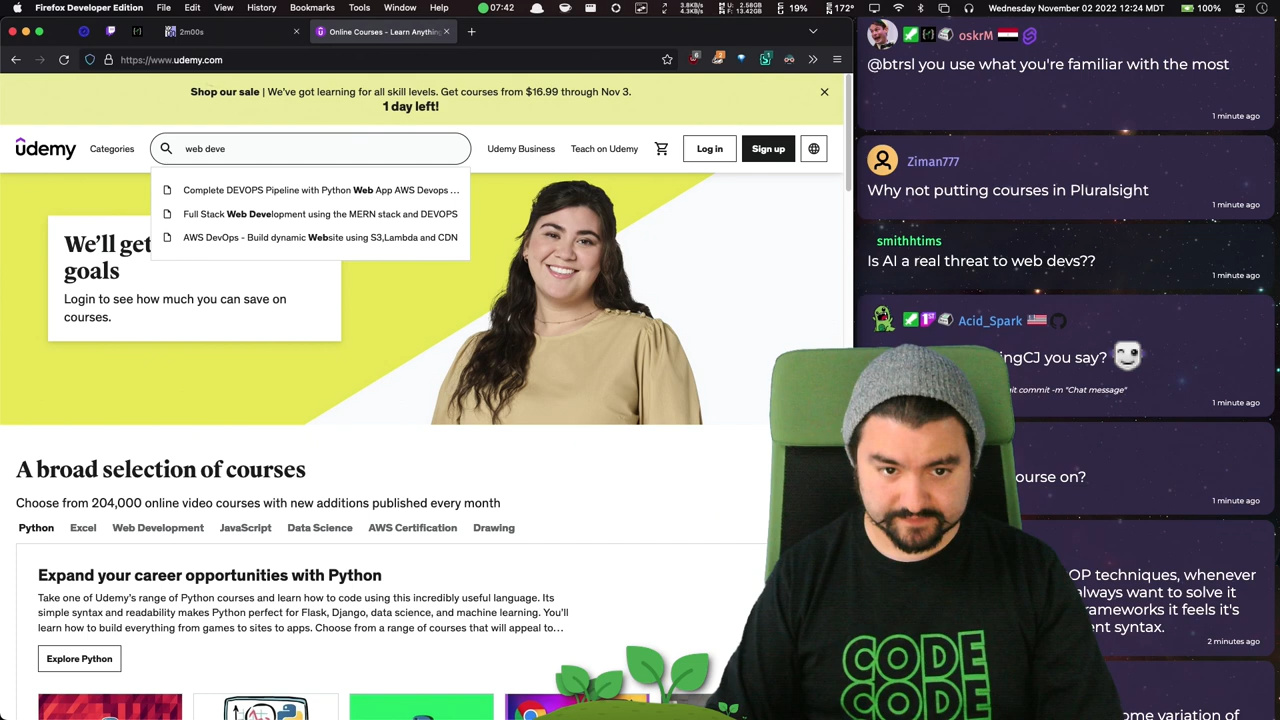 Firefox Developer Edition File Edit View History Bookmarks Tools Window Help
07:42
19% 172°
Wednesday November 02 2022 12:24 MDT 100%
2m00s
Online Courses - Learn Anything
https://www.udemy.com
Shop our sale | We've got learning for all skill levels. Get courses from $16.99 through Nov 3.
1 day left!
udemy
Categories
web deve
Udemy Business
Teach on Udemy
Log in
Sign up
Complete DEVOPS Pipeline with Python Web App AWS Devops …
Full Stack Web Development using the MERN stack and DEVOPS
AWS DevOps - Build dynamic Website using S3,Lambda and CDN
We'll get
goals
Login to see how much you can save on
courses.
A broad selection of courses
Choose from 204,000 online video courses with new additions published every month
Python Excel Web Development JavaScript Data Science AWS Certification Drawing
Expand your career opportunities with Python
Take one of Udemy's range of Python courses and learn how to code using this incredibly useful language. Its
simple syntax and readability makes Python perfect for Flask, Django, data science, and machine learning. You'll
learn how to build everything from games to sites to apps. Choose from a range of courses that will appeal to…
Explore Python
oskrM
@btrsl you use what you're familiar with the most
1 minute ago
Ziman777
Why not putting courses in Pluralsight
1 minute ago
smithhtims
Is AI a real threat to web devs??
1 minute ago
Acid_Spark
ingCJ you say?
it commit -m "Chat message"
1 minute ago
ourse on?
1 minute ago
OP techniques, whenever
always want to solve it
rameworks it feels it's
ent syntax.
2 minutes ago
ome variation of
CODE
CODE